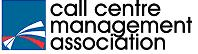 call centre
management
association